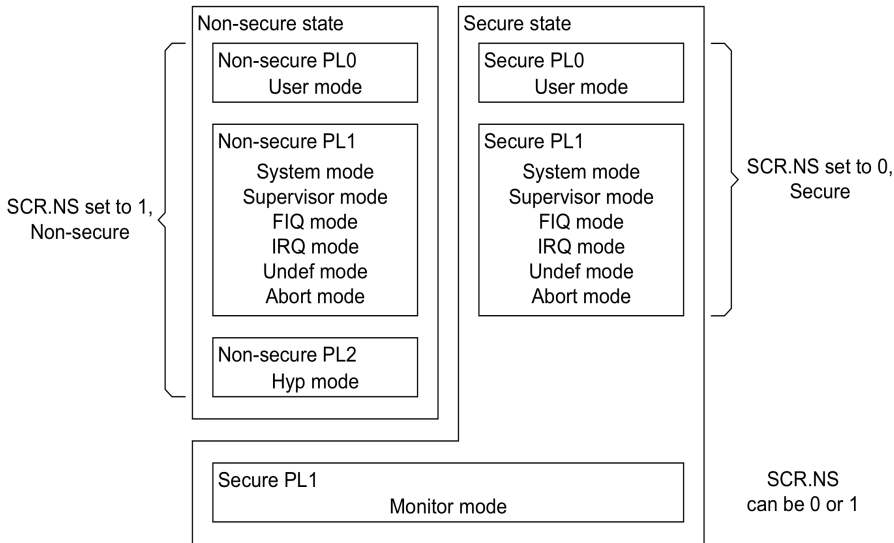 Non-secure state
Non-secure PL0
User mode
Non-secure PL1
System mode
Supervisor mode
FIQ mode
IRQ mode
Undef mode
Abort mode
Non-secure PL2
Hyp mode
SCR.NS set to 1,
Non-secure
Secure state
Secure PL0
User mode
Secure PL1
System mode
Supervisor mode
FIQ mode
IRQ mode
Undef mode
Abort mode
SCR.NS set to 0,
Secure
Secure PL1
Monitor mode
SCR.NS
can be 0 or 1